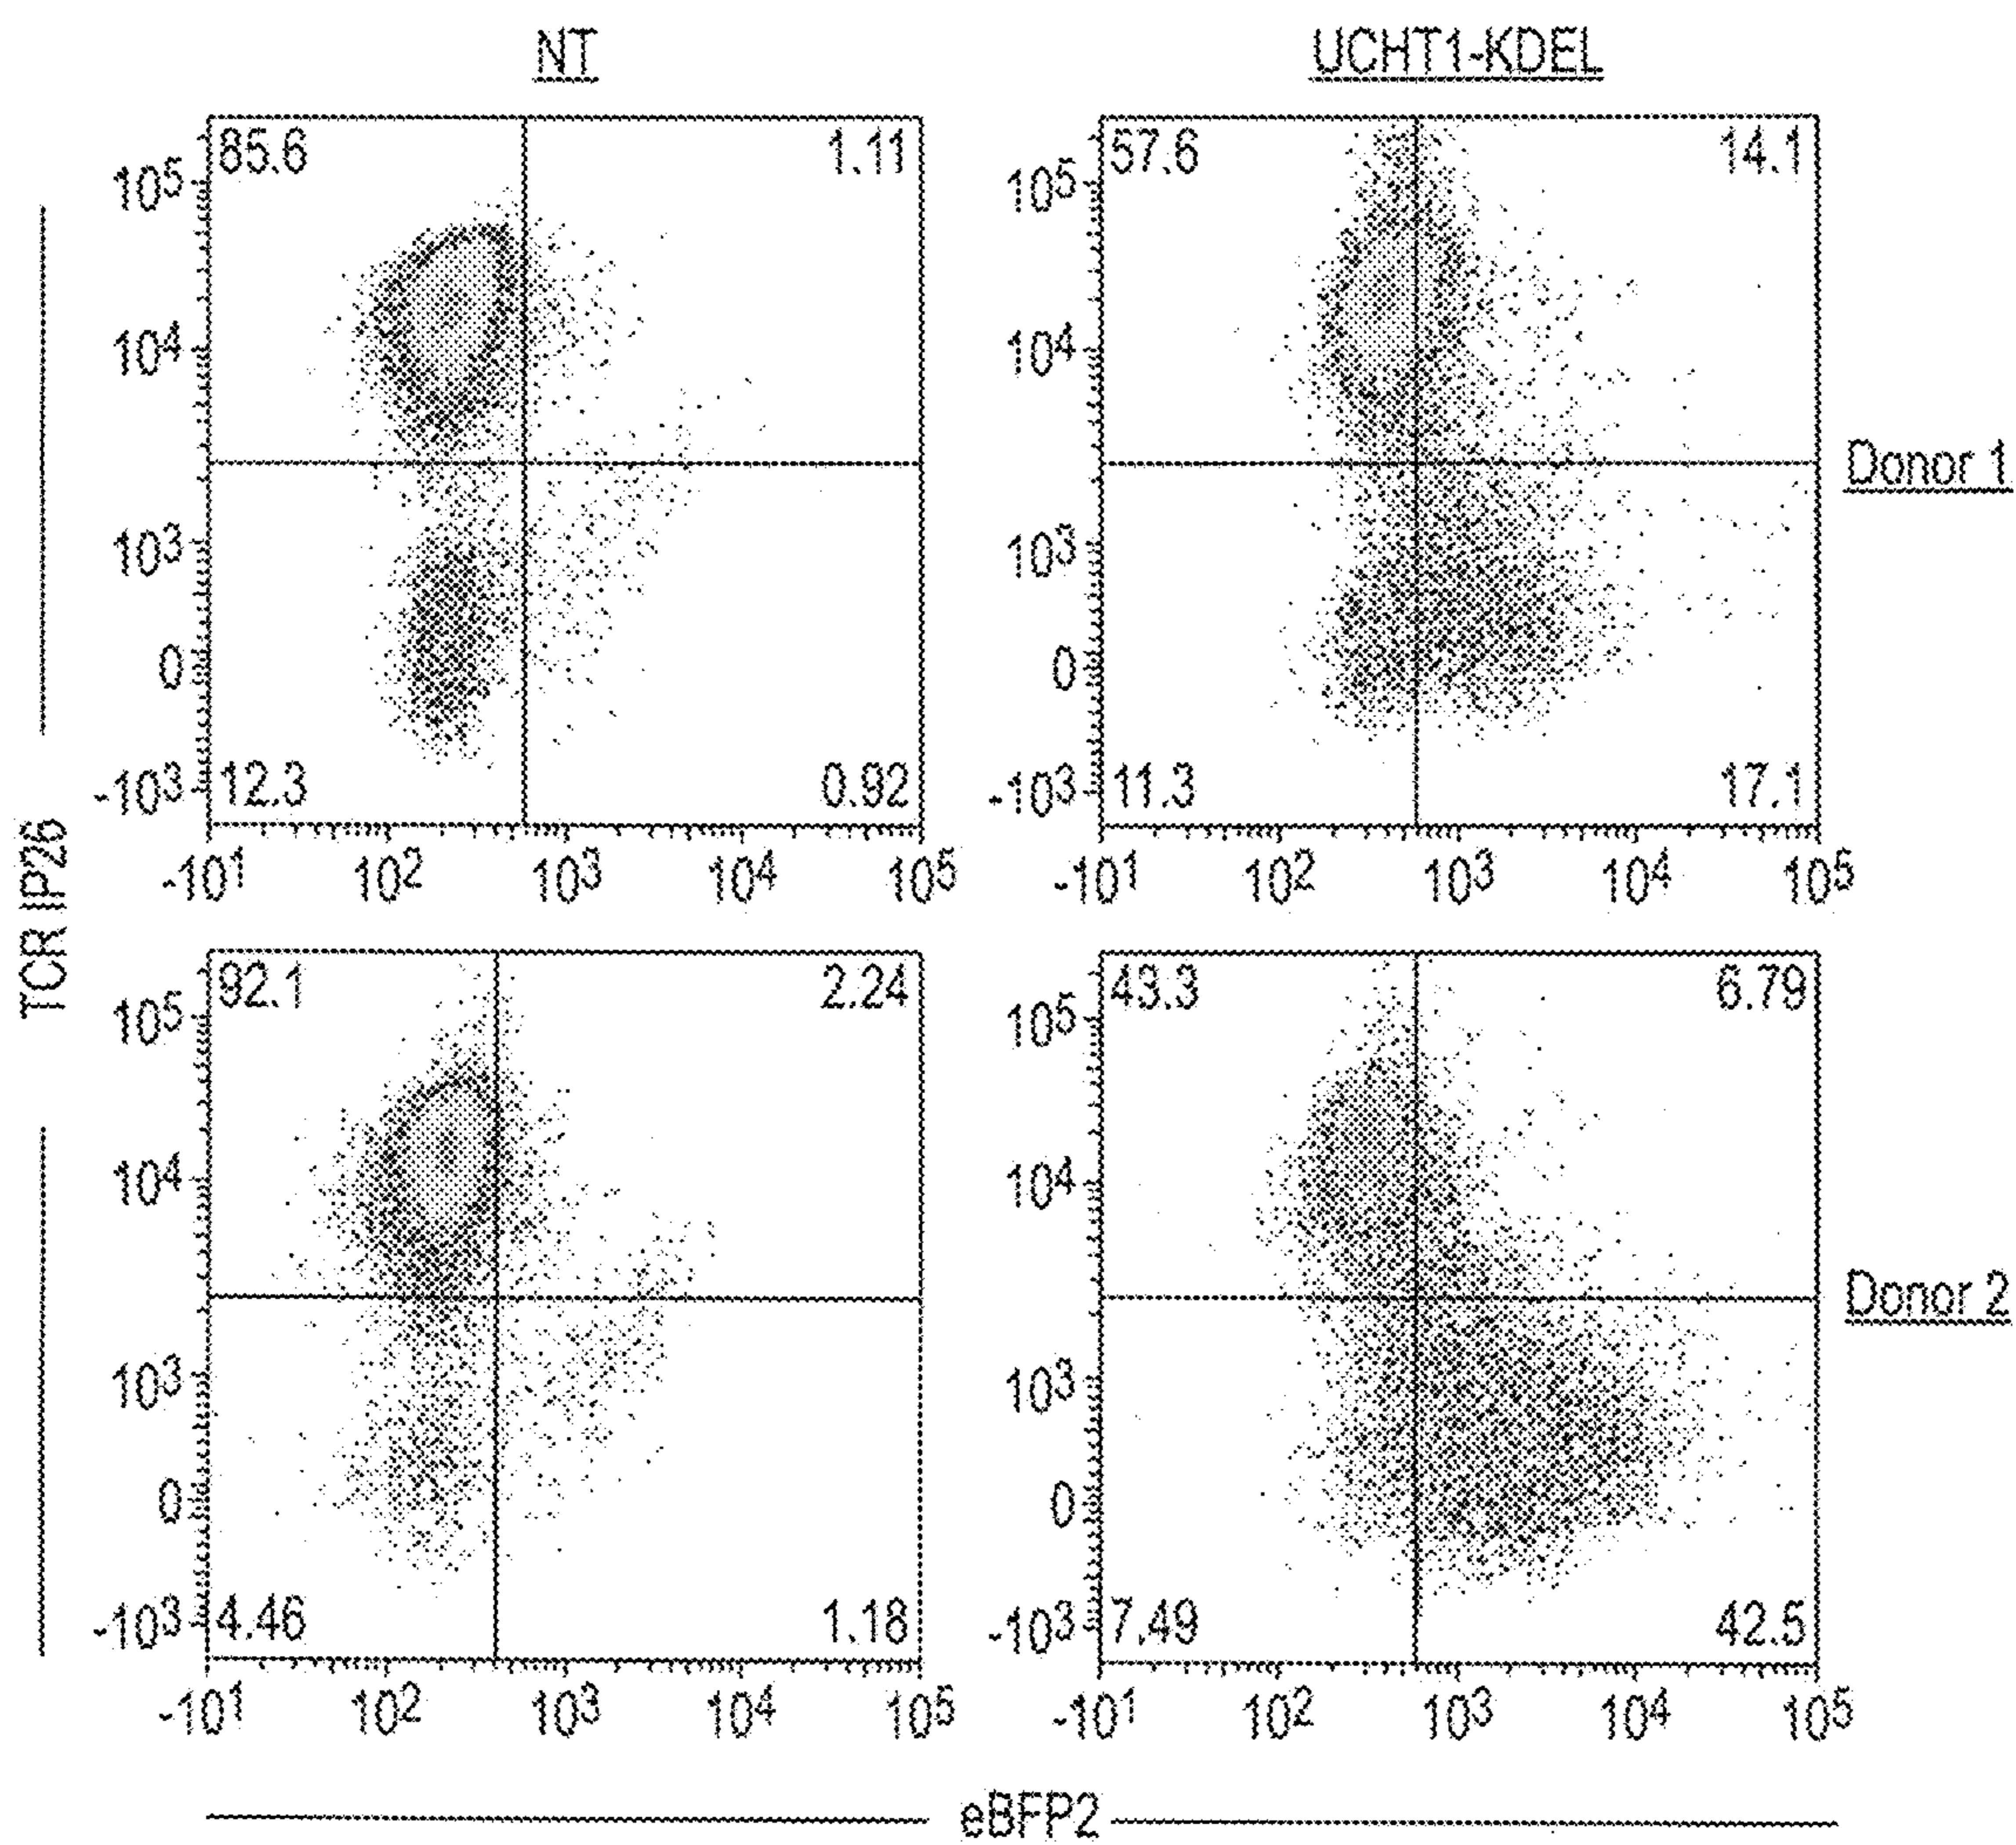 NT UCHT1-KDEL
85.6 1.11 57.6 14.1
10⁵ 10⁵
10⁴ 10⁴
Donor 1
10³ 10³
0 0
-10³ 12.3 0.92 -10³ 11.3 17.1
-10¹ 10² 10³ 10⁴ 10⁵ -10¹ 10² 10³ 10⁴ 10⁵
TCR IP26
92.1 2.24 43.3 6.79
10⁵ 10⁵
10⁴ 10⁴
Donor 2
10³ 10³
0 0
-10³ 4.46 1.18 -10³ 7.49 42.5
-10¹ 10² 10³ 10⁴ 10⁵ -10¹ 10² 10³ 10⁴ 10⁵
eBFP2